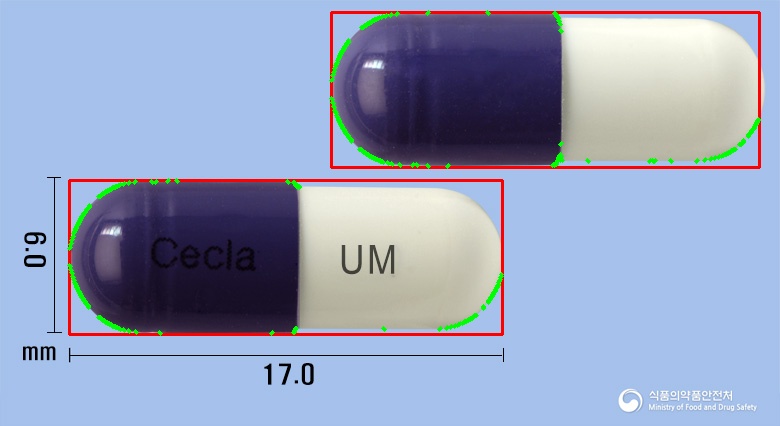 Cecla
UM
6.0
mm
17.0
식품의약품안전처
Ministry of Food and Drug Safety